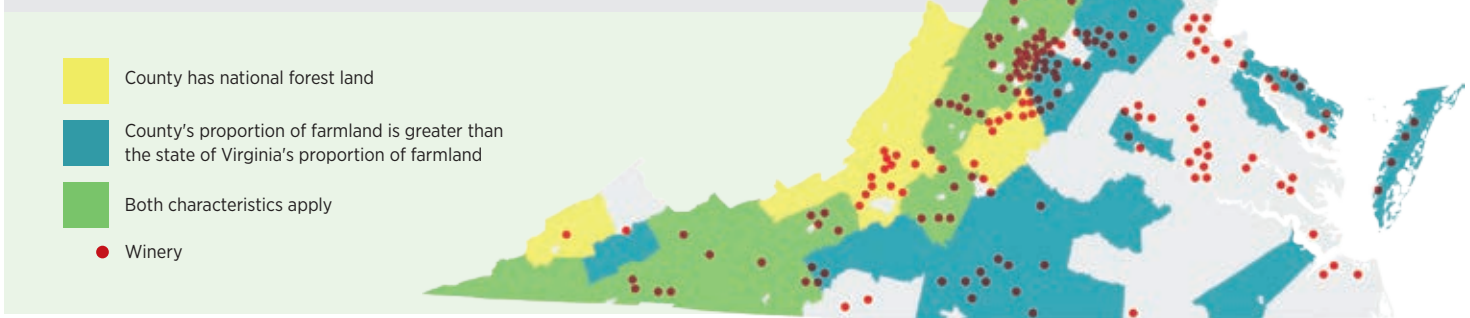 County has national forest land
County's proportion of farmland is greater than
the state of Virginia's proportion of farmland
Both characteristics apply
Winery